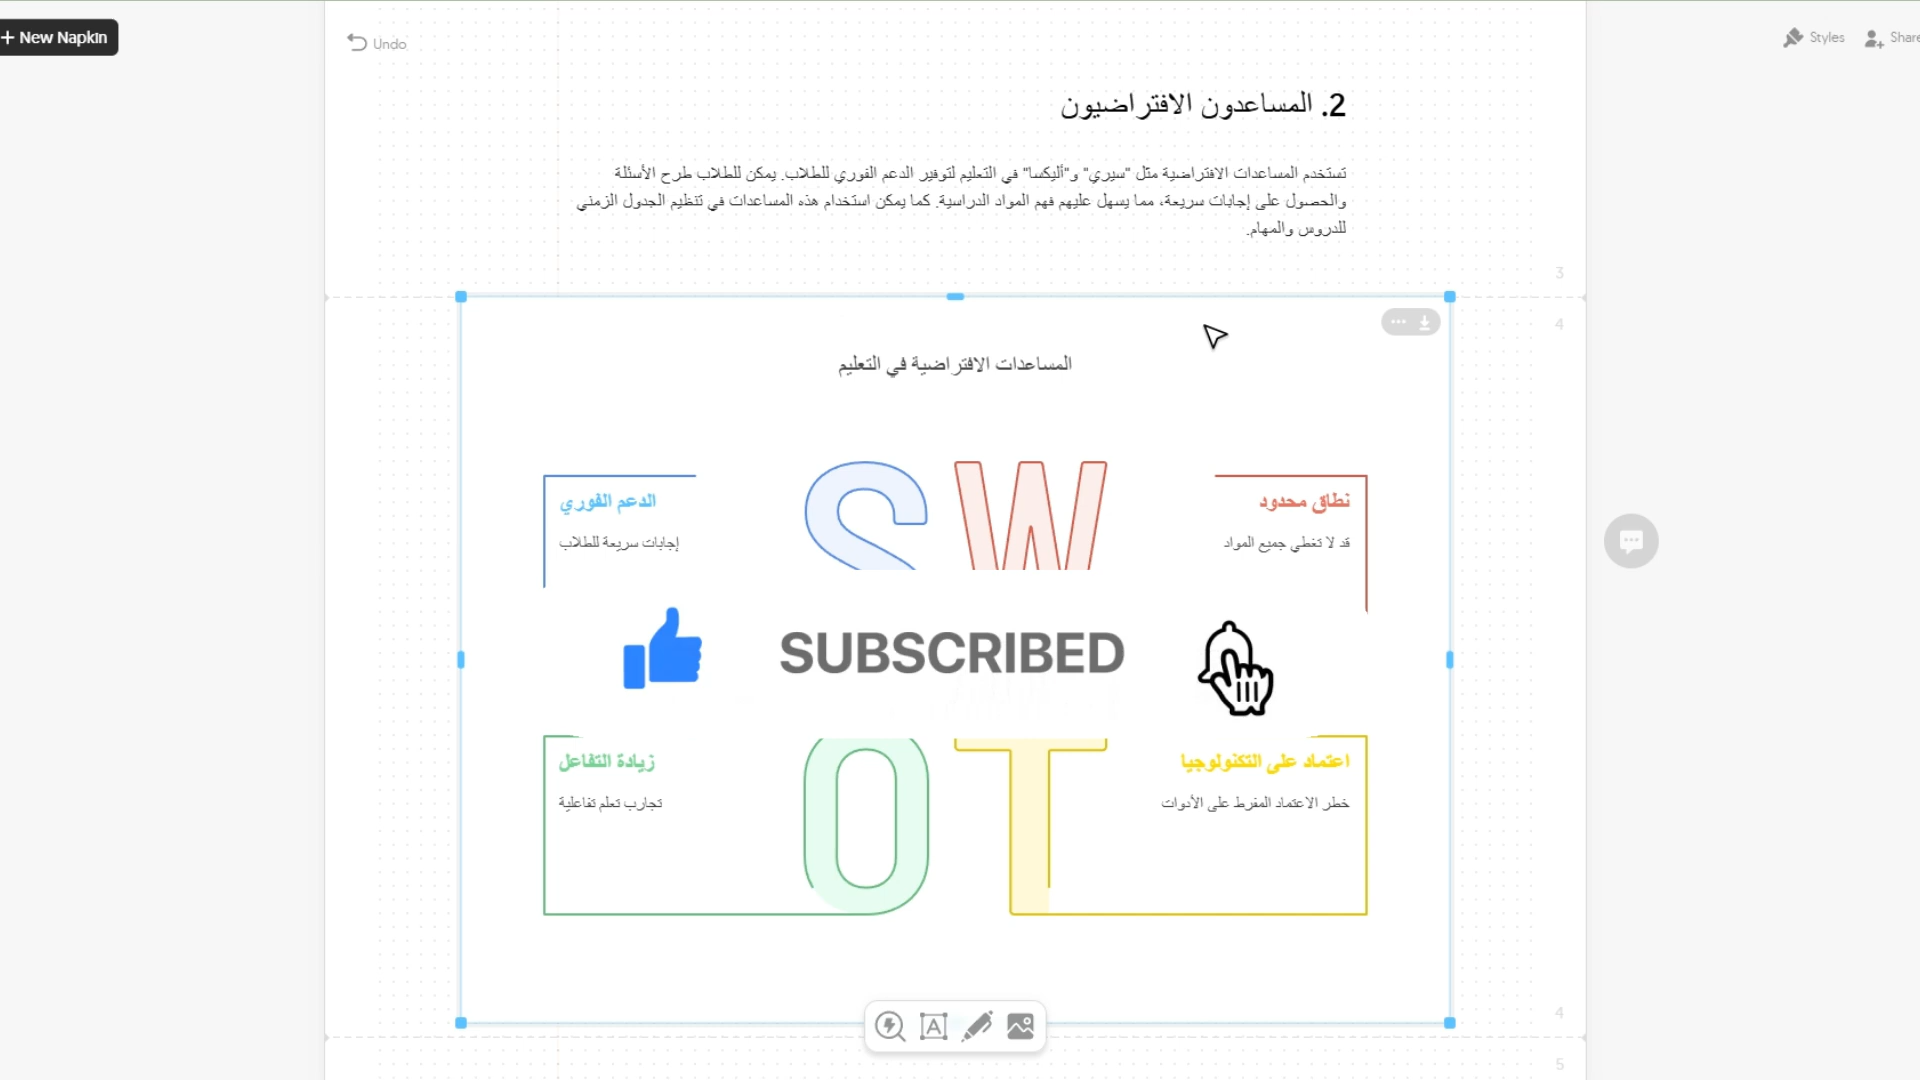 + New Napkin
Undo
Styles
Share
2. المساعدون الافتراضيون
تستخدم المساعدات الافتراضية مثل "سيري" و"أليكسا" في التعليم لتوفير الدعم الفوري للطلاب. يمكن للطلاب طرح الأسئلة
والحصول على إجابات سريعة، مما يسهل عليهم فهم المواد الدراسية. كما يمكن استخدام هذه المساعدات في تنظيم الجدول الزمني
للدروس والمهام.
3
4
المساعدات الافتراضية في التعليم
S W
نطاق محدود
الدعم الفوري
قد لا تغطي جميع المواد
إجابات سريعة للطلاب
SUBSCRIBED
O T
اعتماد على التكنولوجيا
زيادة التفاعل
خطر الاعتماد المفرط على الأدوات
تجارب تعلم تفاعلية
4
A
5